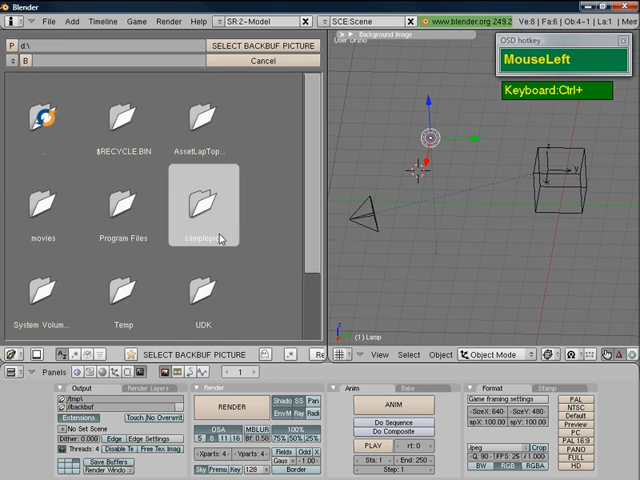 Blender
File Add Timeline Game Render Help SR:2-Model SCE:Scene www.blender.org 249.2 Ve:8 | Fa:6 | Ob:4-1 | La:1 | Mem
P d:\ SELECT BACKBUF PICTURE
B Cancel
Background Image
User Ortho
OSD hotkey
MouseLeft
Keyboard:Ctrl+
$RECYCLE.BIN AssetLapTop...
movies Program Files samplepic
System Volum... Temp UDK
z
y
x
z
y
(1) Lamp
SELECT BACKBUF PICTURE Re
View Select Object Object Mode
Panels 1
Output Render Layers Render Anim Bake Format Stamp
/tmp\
//backbuf
Extensions Touch No Overwrit
No Set Scene
Dither: 0.000 Edge Edge Settings
Threads: 4 Disable Te Free Tex Imag
Save Buffers
Render Windo
RENDER
Shado SS Pan
EnvM Ray Radi
OSA MBLUR 100%
5 8 11 16 Bf: 0.50 75% 50% 25%
Xparts: 4 Yparts: 4 Fields Odd X
Gaus 1.00
Sky Premu Key 128 Border
ANIM
Do Sequence
Do Composite
PLAY rt: 0
Sta: 1 End: 250
Step: 1
Game framing settings
SizeX: 640 SizeY: 480
AspX: 100.00 AspY: 100.00
Jpeg Crop
Q: 90 FPS: 25 / 1.000
BW RGB RGBA
PAL
NTSC
Default
Preview
PC
PAL 16:9
PANO
FULL
HD